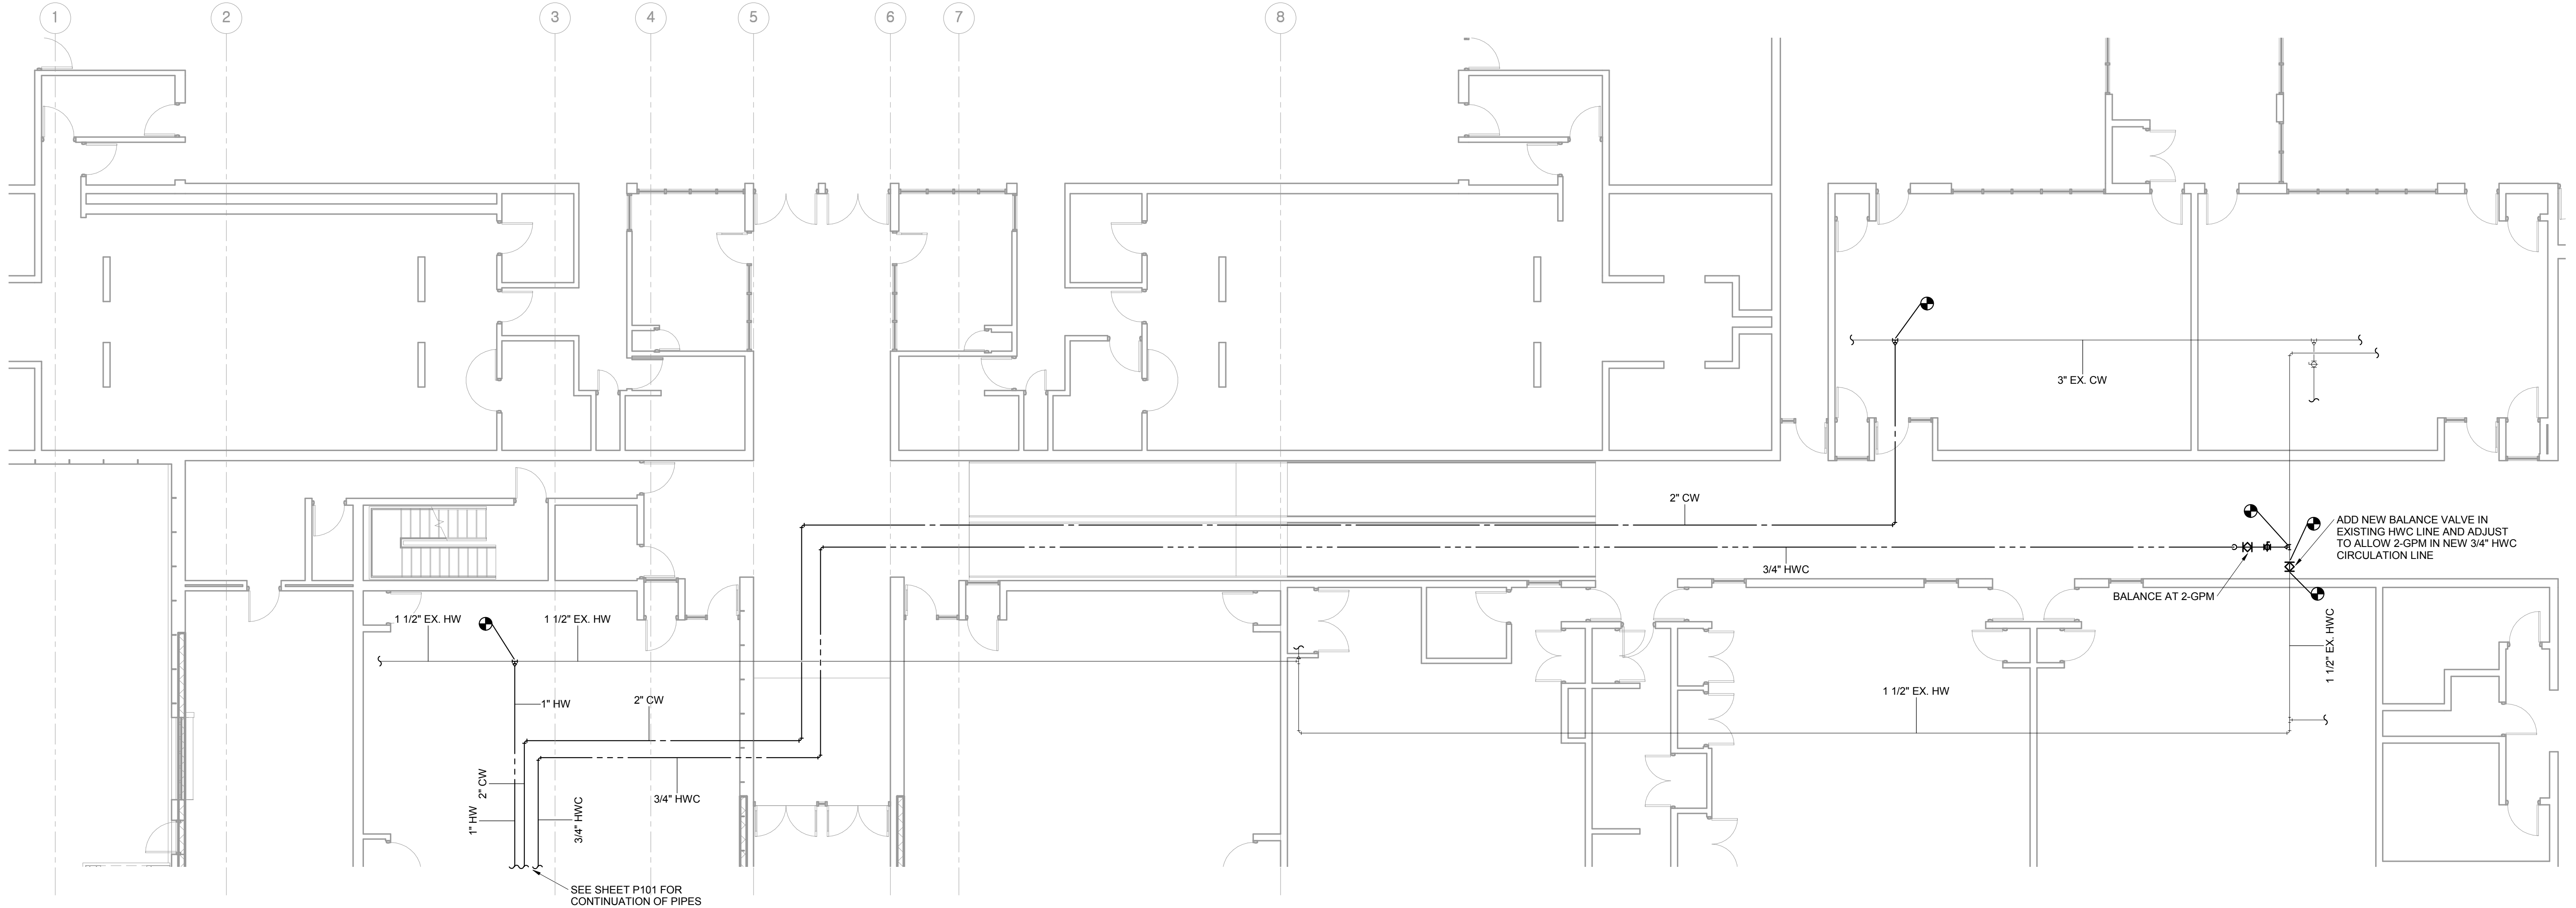 1
2
3
4
5
6
7
8
3" EX. CW
2" CW
ADD NEW BALANCE VALVE IN
EXISTING HWC LINE AND ADJUST
TO ALLOW 2-GPM IN NEW 3/4" HWC
CIRCULATION LINE
3/4" HWC
BALANCE AT 2-GPM
1 1/2" EX. HW
1 1/2" EX. HW
1 1/2" EX. HWC
1" HW
2" CW
1 1/2" EX. HW
2" CW
3/4" HWC
1" HW
3/4" HWC
SEE SHEET P101 FOR
CONTINUATION OF PIPES